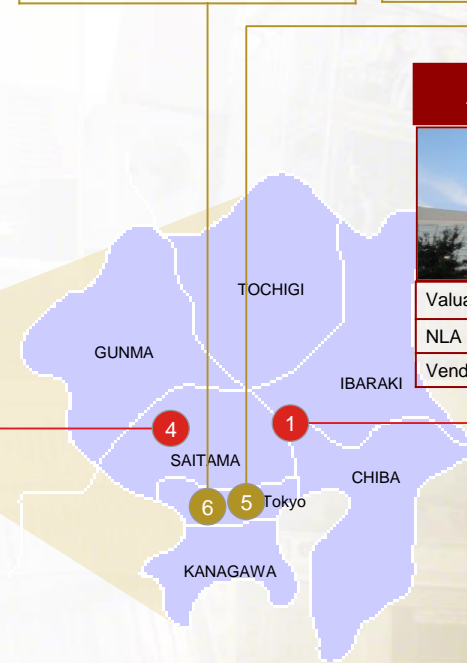 TOCHIGI
GUNMA
Valua
NLA
Vend
IBARAKI
4
1
SAITAMA
CHIBA
6
5
Tokyo
KANAGAWA